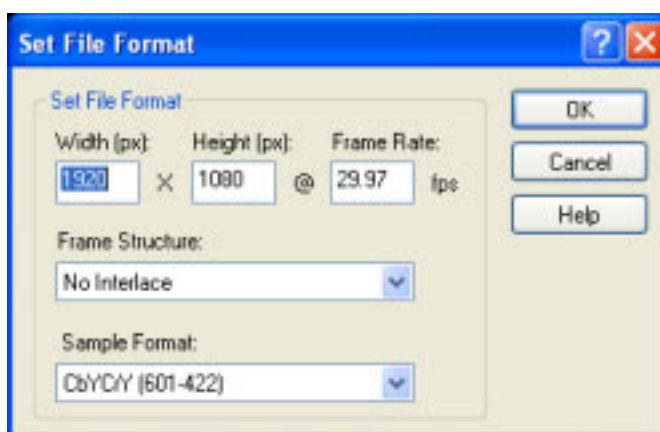 Set File Format
Set File Format
Width (px): Height (px): Frame Rate:
1920 X 1080 @ 29.97 fps
Frame Structure:
No Interlace
Sample Format:
CbYCrY (601-422)
OK
Cancel
Help